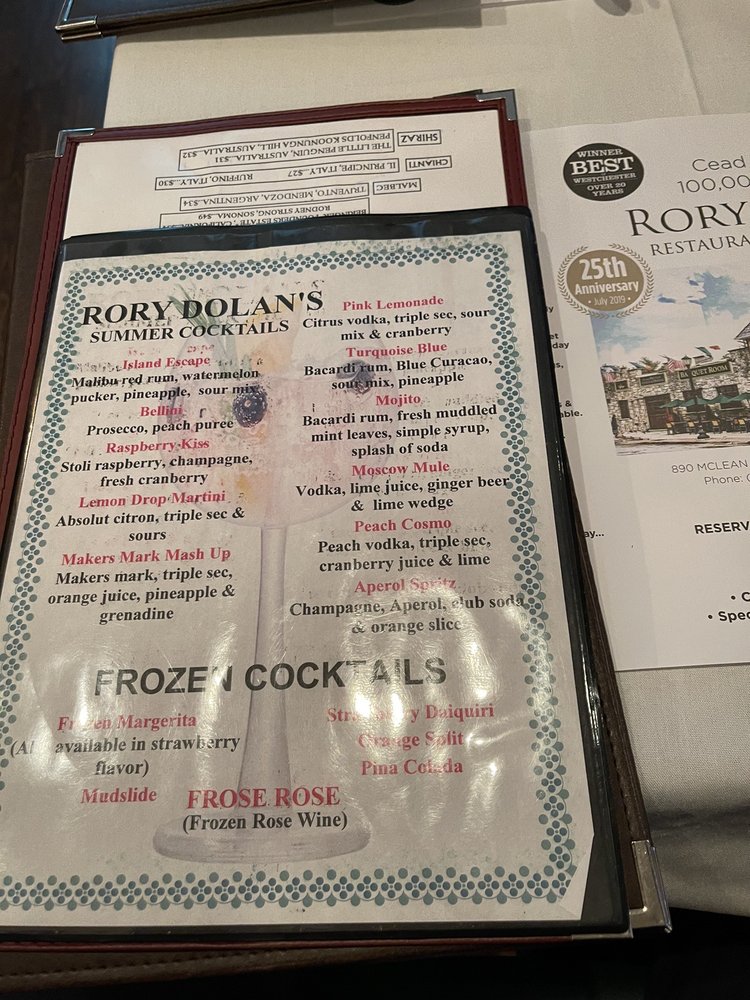 SHIRAZ
THE LITTLE PENGUIN, AUSTRALIA...$31
PENFOLDS KOONUNGA HILL, AUSTRALIA...$32
CHIANTI
IL PRINCIPE, ITALY...$27
RUFFINO, ITALY...$30
MALBEC
TRIVENTO, MENDOZA, ARGENTINA..$34
RODNEY STRONG, SONOMA...$49
RORY DOLAN'S
SUMMER COCKTAILS
Island Escape
Malibu red rum, watermelon
pucker, pineapple, sour mix
Bellini
Prosecco, peach puree
Raspberry Kiss
Stoli raspberry, champagne,
fresh cranberry
Lemon Drop Martini
Absolut citron, triple sec &
sours
Makers Mark Mash Up
Makers mark, triple sec,
orange juice, pineapple &
grenadine
Pink Lemonade
Citrus vodka, triple sec, sour
mix & cranberry
Turquoise Blue
Bacardi rum, Blue Curacao,
sour mix, pineapple
Mojito
Bacardi rum, fresh muddled
mint leaves, simple syrup,
splash of soda
Moscow Mule
Vodka, lime juice, ginger beer
& lime wedge
Peach Cosmo
Peach vodka, triple sec,
cranberry juice & lime
Aperol Spritz
Champagne, Aperol, club soda
& orange slice
FROZEN COCKTAILS
Frozen Margerita
available in strawberry
flavor)
Mudslide
Strawberry Daiquiri
Orange Split
Pina Colada
FROSE ROSE
(Frozen Rose Wine)
WINNER
BEST
WESTCHESTER
OVER 20
YEARS
Cead
100,00
RORY
RESTAURA
25th
Anniversary
• July 2019 •
BANQUET ROOM
890 MCLEAN
Phone:
RESERV
• C
• Spec